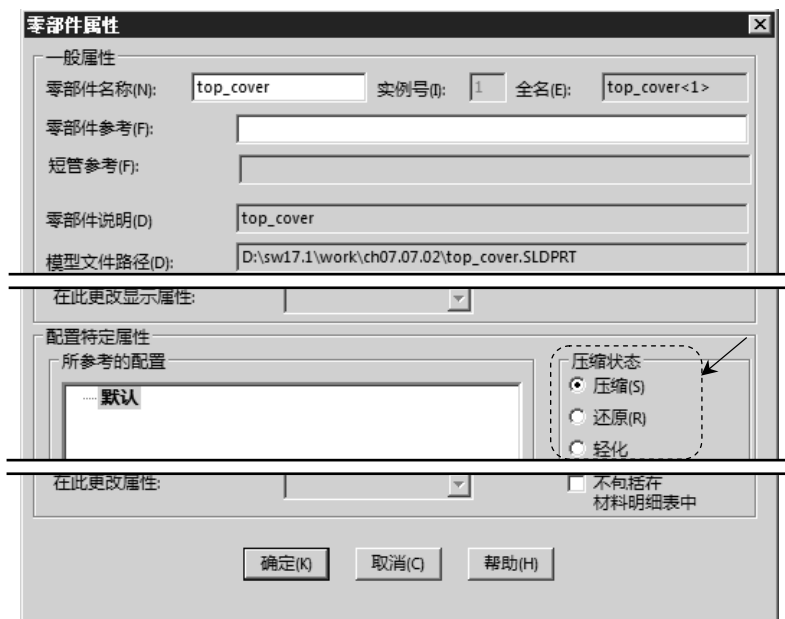 零部件属性
一般属性
零部件名称(N): top_cover 实例号(I): 1 全名(E): top_cover<1>
零部件参考(F):
短管参考(F):
零部件说明(D) top_cover
模型文件路径(D): D:\sw17.1\work\ch07.07.02\top_cover.SLDPRT
在此更改显示属性:
配置特定属性
所参考的配置 压缩状态
默认 压缩(S)
还原(R)
轻化
在此更改属性: 不包括在
材料明细表中
确定(K) 取消(C) 帮助(H)